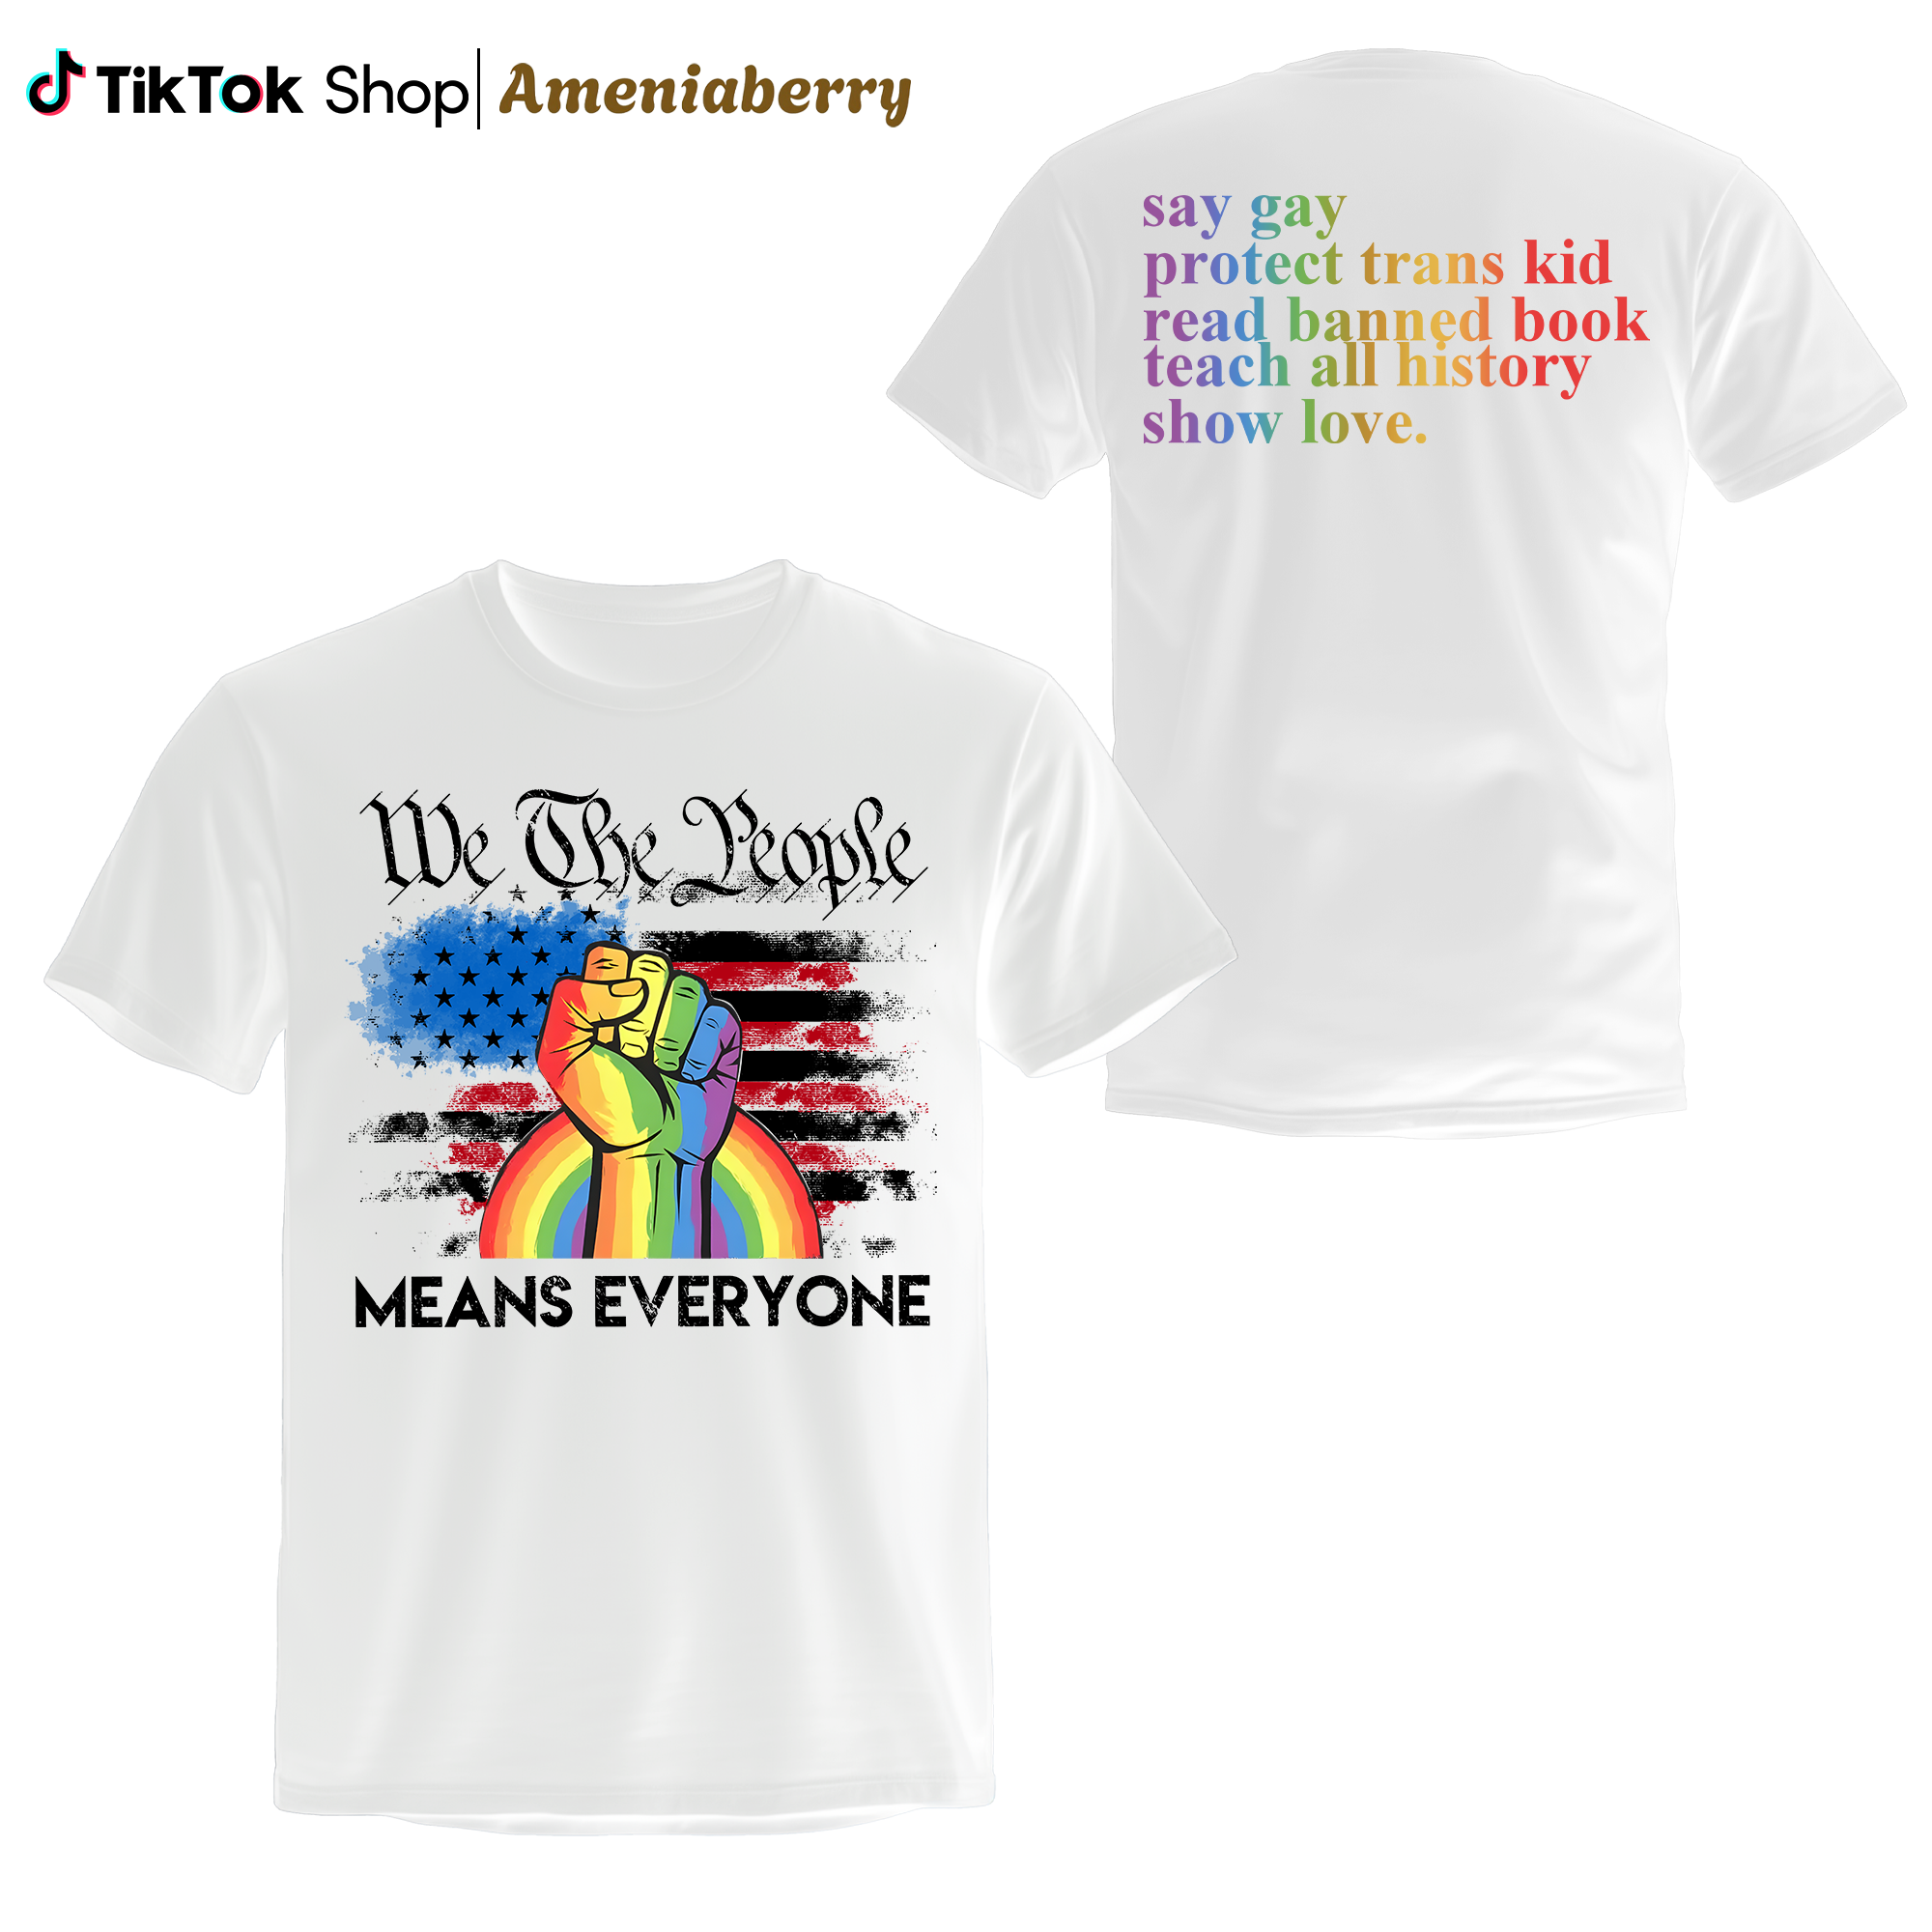 TikTok Shop | Ameniaberry
say gay
protect trans kid
read banned book
teach all history
show love.
We The People
MEANS EVERYONE